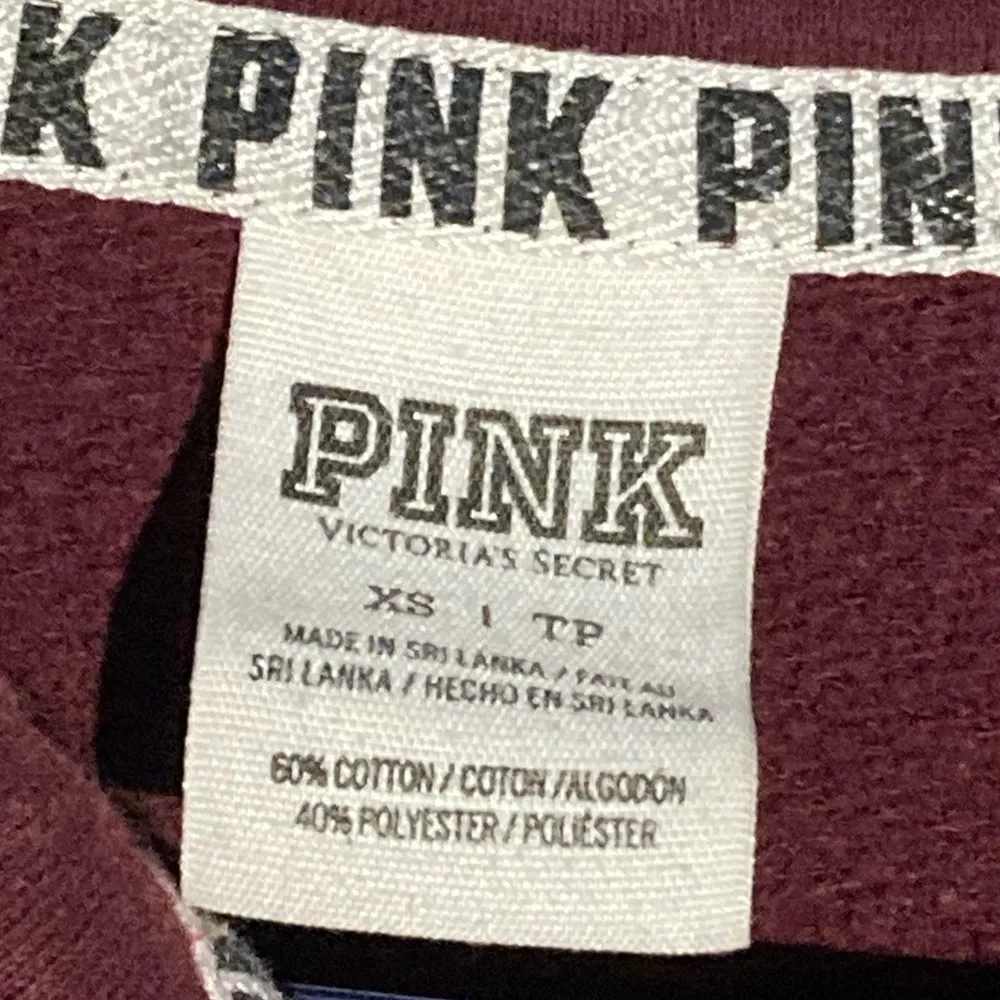 K PINK PIN
PINK
VICTORIA'S SECRET
XS | TP
MADE IN SRI LANKA / FAIT AU
SRI LANKA / HECHO EN SRI LANKA
60% COTTON / COTON / ALGODÓN
40% POLYESTER / POLIÉSTER